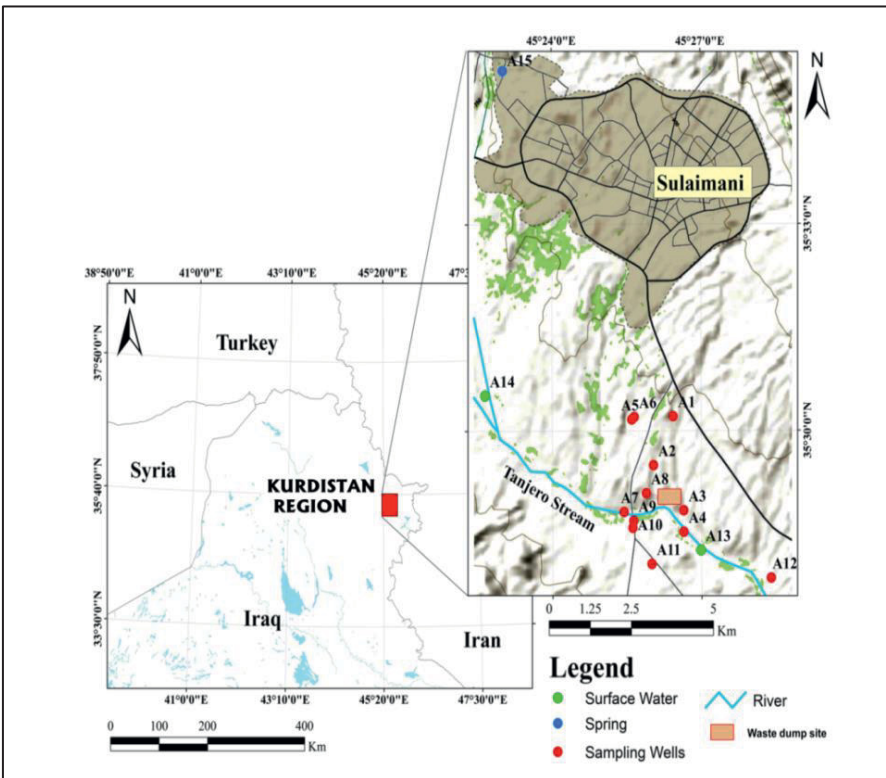 45°24'0"E 45°27'0"E
N
A15
Sulaimani
35°33'0"N
38°50'0"E 41°0'0"E 43°10'0"E 45°20'0"E 47°3
N
Turkey
37°50'0"N
A14
A5 A6 A1
35°30'0"N
A2
Syria
KURDISTAN
REGION
35°40'0"N
Tanjero Stream
A8
A7 A9 A3
A10 A4
A13
A11
A12
33°30'0"N
Iraq
Iran
0 1.25 2.5 5
Km
41°0'0"E 43°10'0"E 45°20'0"E 47°30'0"E
0 100 200 400
Km
Legend
Surface Water
River
Spring
Waste dump site
Sampling Wells